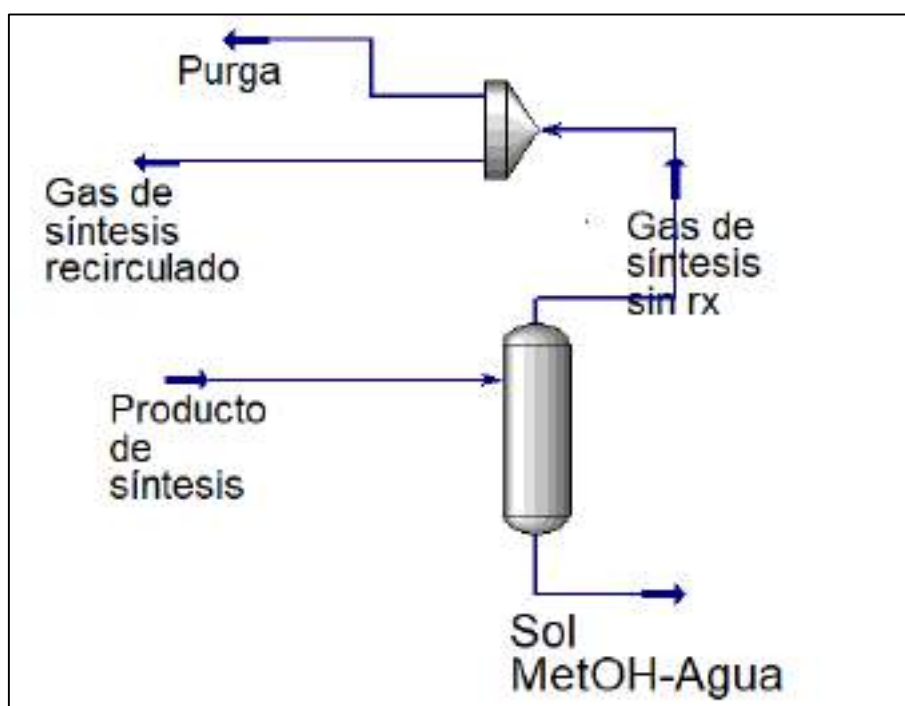 Purga
Gas de
síntesis
recirculado
Gas de
síntesis
sin rx
Producto
de
síntesis
Sol
MetOH-Agua